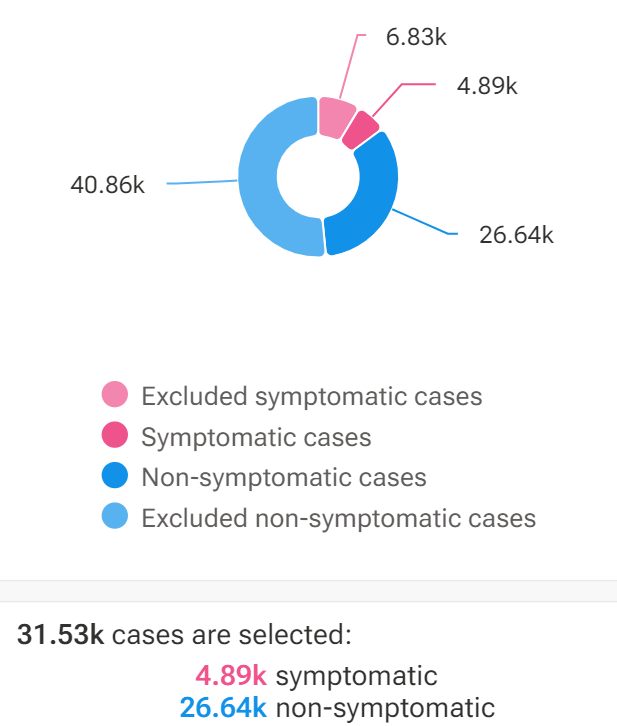 6.83k
4.89k
40.86k
26.64k
Excluded symptomatic cases
Symptomatic cases
Non-symptomatic cases
Excluded non-symptomatic cases
31.53k cases are selected:
4.89k symptomatic
26.64k non-symptomatic